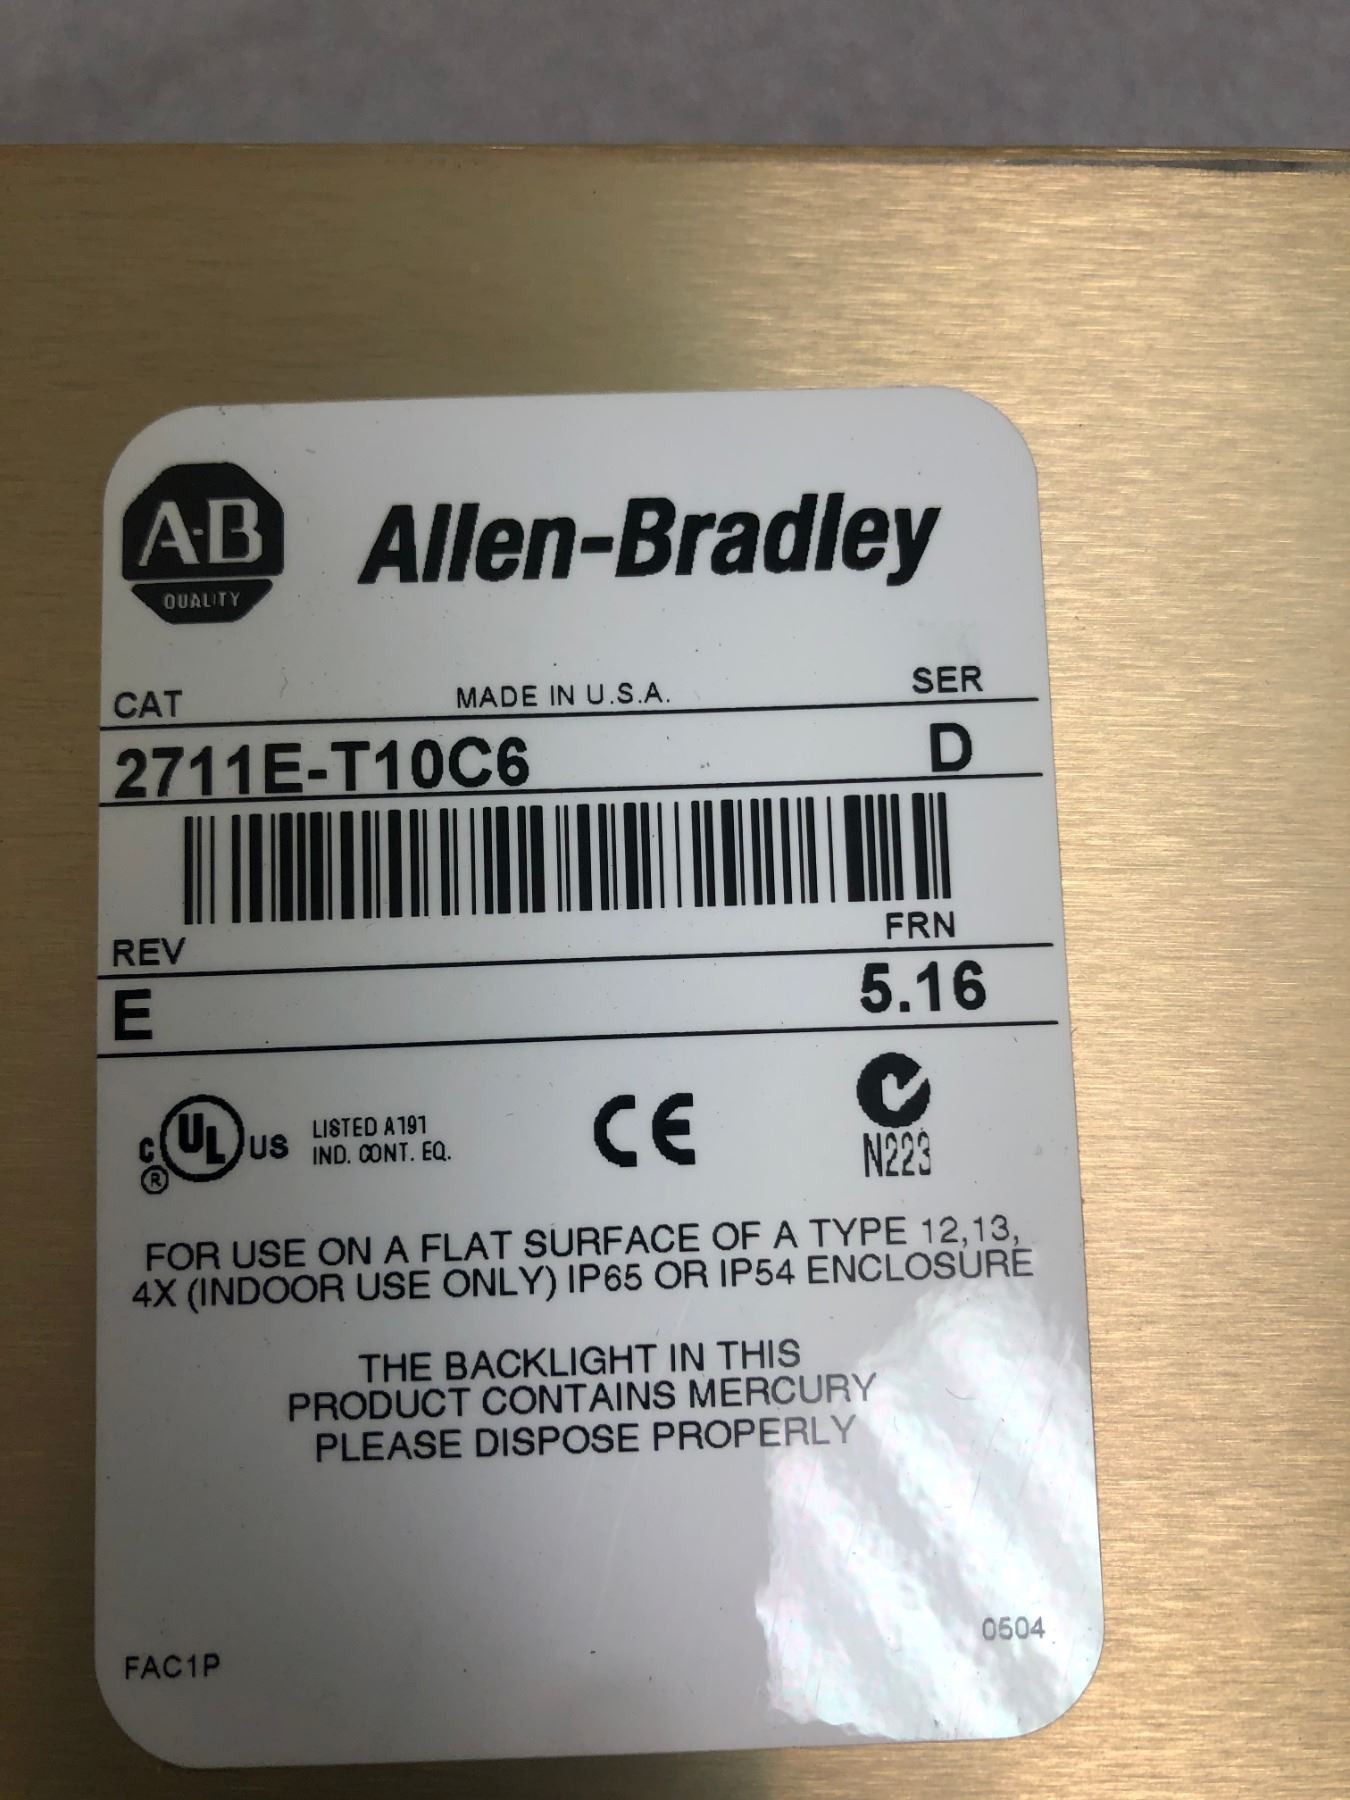 A-B
QUALITY
Allen-Bradley
CAT MADE IN U.S.A. SER
2711E-T10C6 D
REV FRN
E 5.16
C UL US ® LISTED A191
IND. CONT. EQ.
CE
N223
FOR USE ON A FLAT SURFACE OF A TYPE 12,13,
4X (INDOOR USE ONLY) IP65 OR IP54 ENCLOSURE
THE BACKLIGHT IN THIS
PRODUCT CONTAINS MERCURY
PLEASE DISPOSE PROPERLY
FAC1P 0504